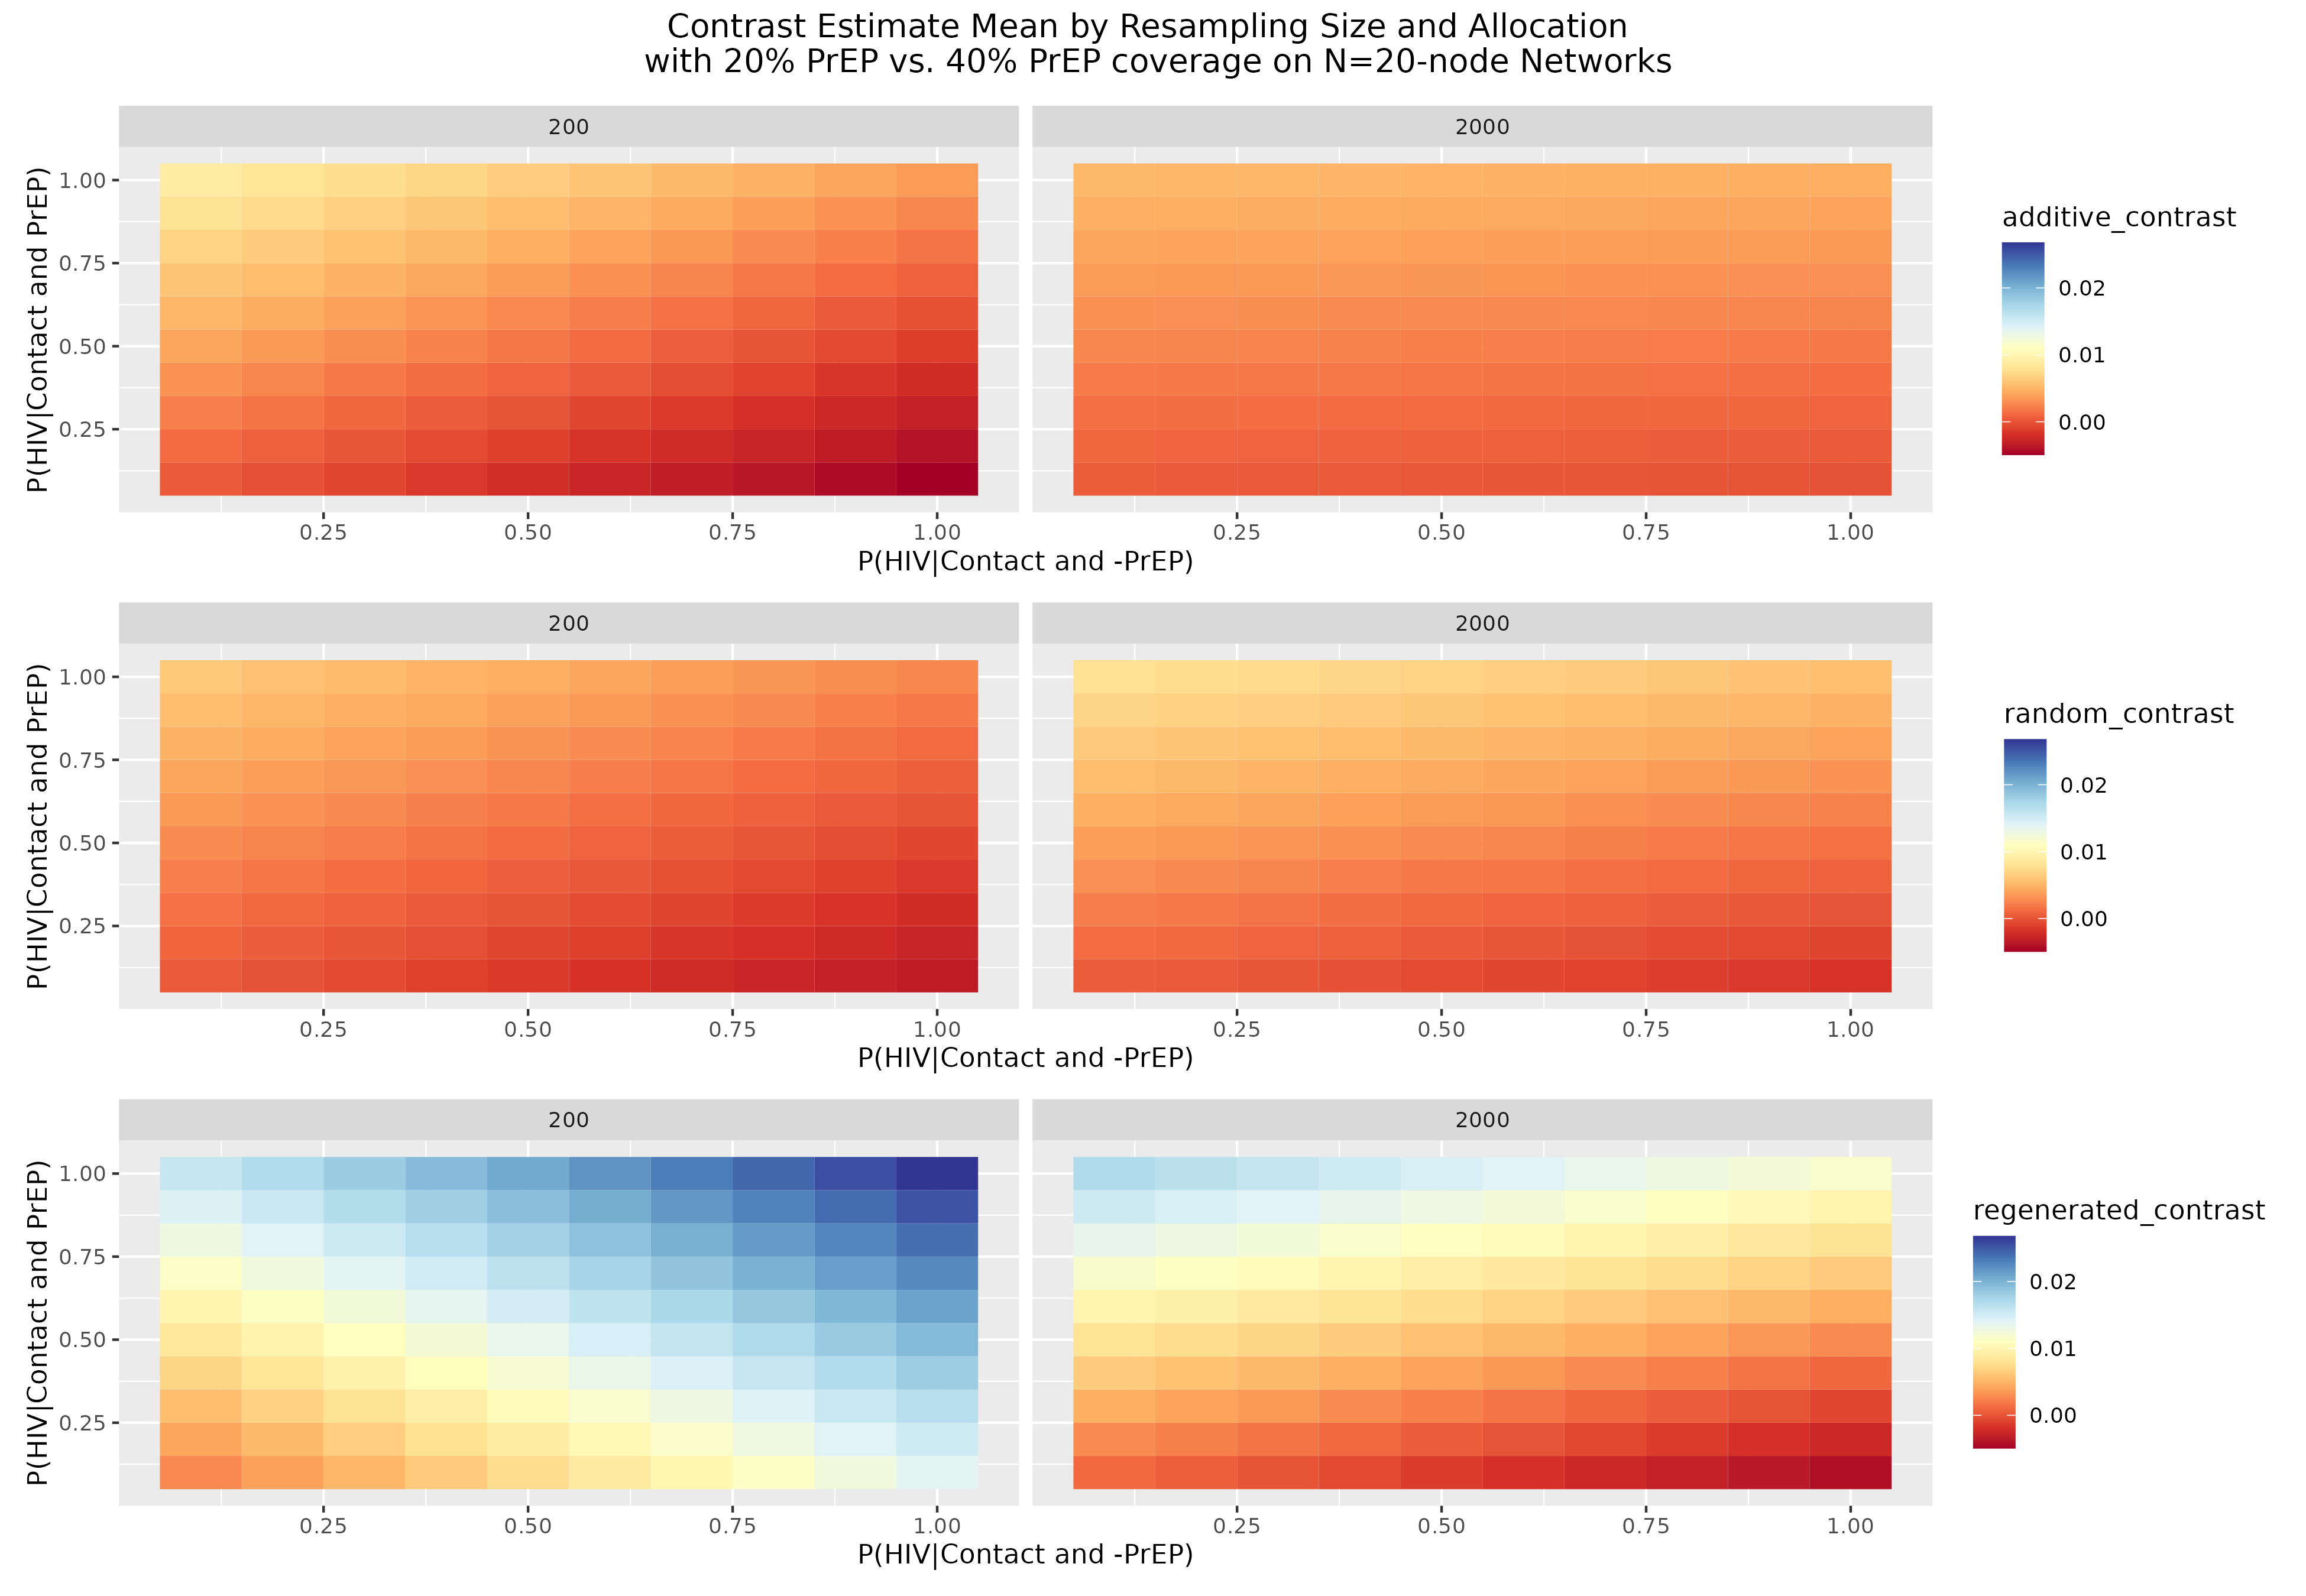 Contrast Estimate Mean by Resampling Size and Allocation
with 20% PrEP vs. 40% PrEP coverage on N=20-node Networks
200
2000
P(HIV|Contact and PrEP)
1.00
0.75
0.50
0.25
0.25 0.50 0.75 1.00
0.25 0.50 0.75 1.00
P(HIV|Contact and -PrEP)
additive_contrast
0.02
0.01
0.00
200
2000
P(HIV|Contact and PrEP)
1.00
0.75
0.50
0.25
0.25 0.50 0.75 1.00
0.25 0.50 0.75 1.00
P(HIV|Contact and -PrEP)
random_contrast
0.02
0.01
0.00
200
2000
P(HIV|Contact and PrEP)
1.00
0.75
0.50
0.25
0.25 0.50 0.75 1.00
0.25 0.50 0.75 1.00
P(HIV|Contact and -PrEP)
regenerated_contrast
0.02
0.01
0.00